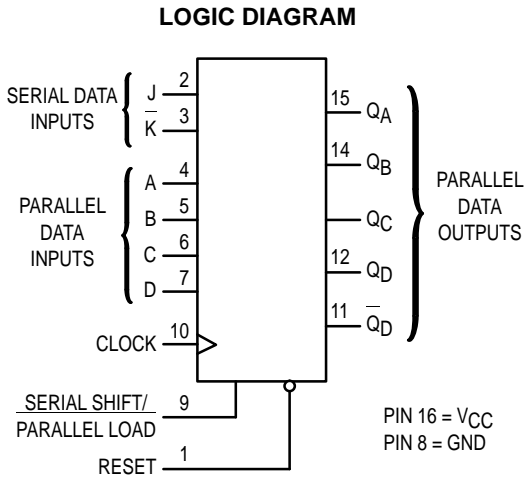 LOGIC DIAGRAM
SERIAL DATA
INPUTS
J 2
K̅ 3
PARALLEL
DATA
INPUTS
A 4
B 5
C 6
D 7
CLOCK 10
SERIAL SHIFT/
PARALLEL LOAD
9
RESET 1
15 QA
14 QB
QC
12 QD
11 Q̅D
PARALLEL
DATA
OUTPUTS
PIN 16 = VCC
PIN 8 = GND